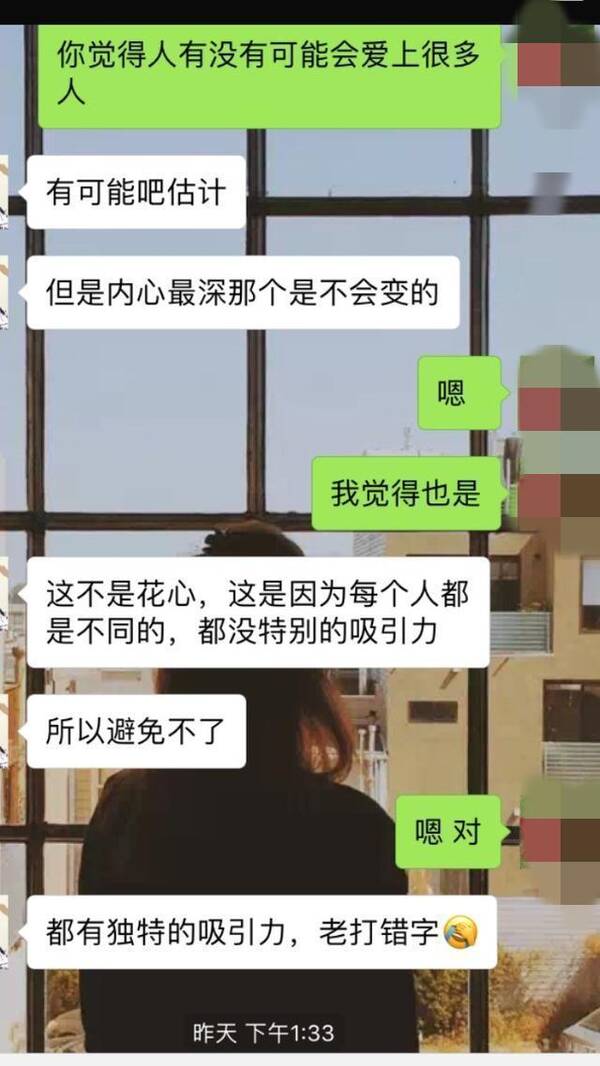 你觉得人有没有可能会爱上很多
人
有可能吧估计
但是内心最深那个是不会变的
嗯
我觉得也是
这不是花心，这是因为每个人都
是不同的，都没特别的吸引力
所以避免不了
嗯 对
都有独特的吸引力，老打错字🤣
昨天 下午1:33